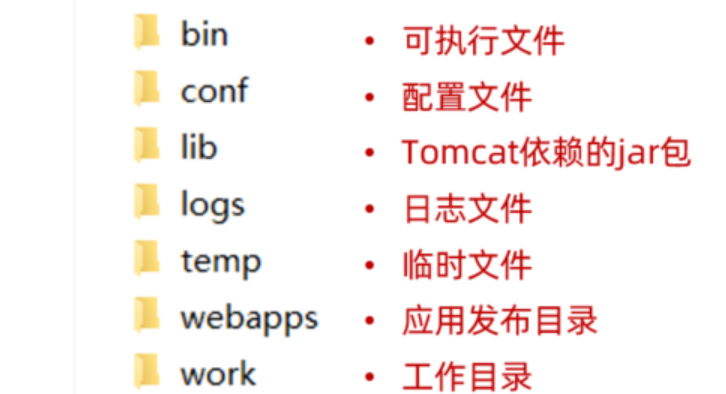 bin • 可执行文件
conf • 配置文件
lib • Tomcat依赖的jar包
logs • 日志文件
temp • 临时文件
webapps • 应用发布目录
work • 工作目录